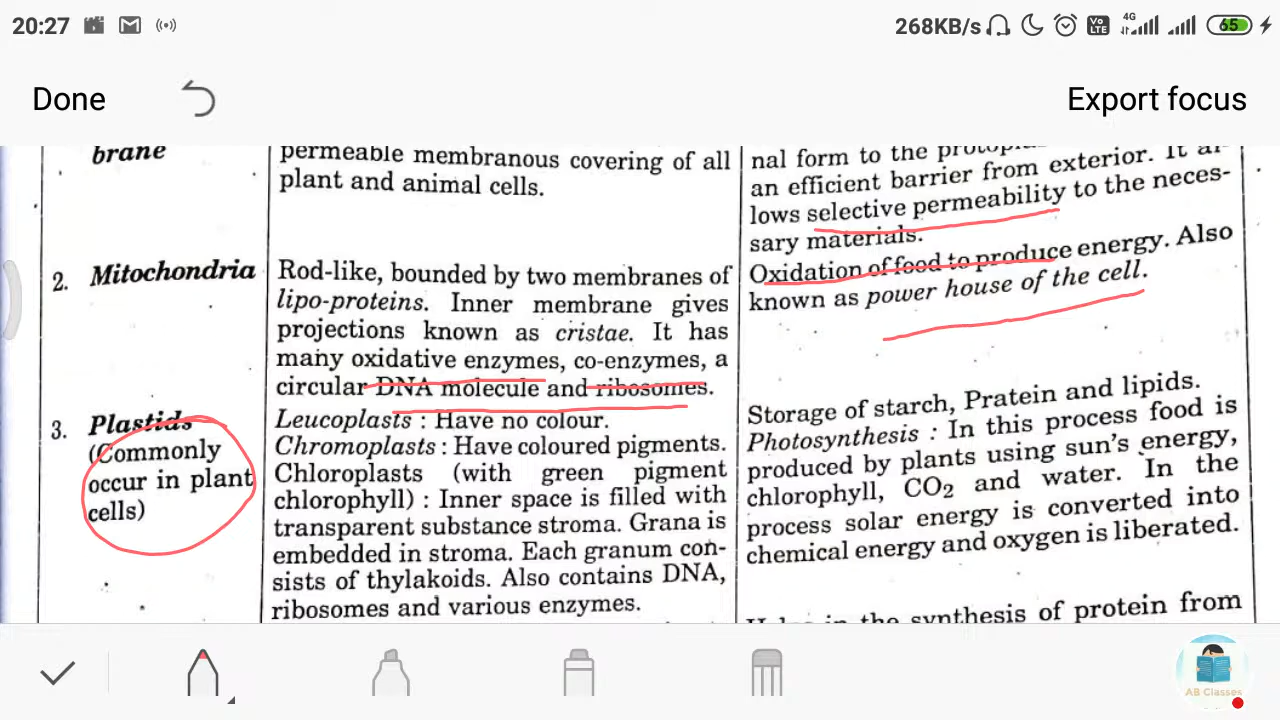 20:27
268KB/s
Vo LTE
4G
65
Done
Export focus
brane
permeable membranous covering of all
plant and animal cells.
nal form to the
an efficient barrier from exterior. It al-
lows selective permeability to the neces-
sary materials.
2. Mitochondria
Rod-like, bounded by two membranes of
lipo-proteins. Inner membrane gives
projections known as cristae. It has
many oxidative enzymes, co-enzymes, a
circular DNA molecule and ribosomes.
Oxidation of food to produce energy. Also
known as power house of the cell.
3. Plastids
(Commonly
occur in plant
cells)
Leucoplasts : Have no colour.
Chromoplasts : Have coloured pigments.
Chloroplasts (with green pigment
chlorophyll) : Inner space is filled with
transparent substance stroma. Grana is
embedded in stroma. Each granum con-
sists of thylakoids. Also contains DNA,
ribosomes and various enzymes.
Storage of starch, Pratein and lipids.
Photosynthesis : In this process food is
produced by plants using sun's energy,
chlorophyll, CO2 and water. In the
process solar energy is converted into
chemical energy and oxygen is liberated.
in the synthesis of protein from
AB Classes